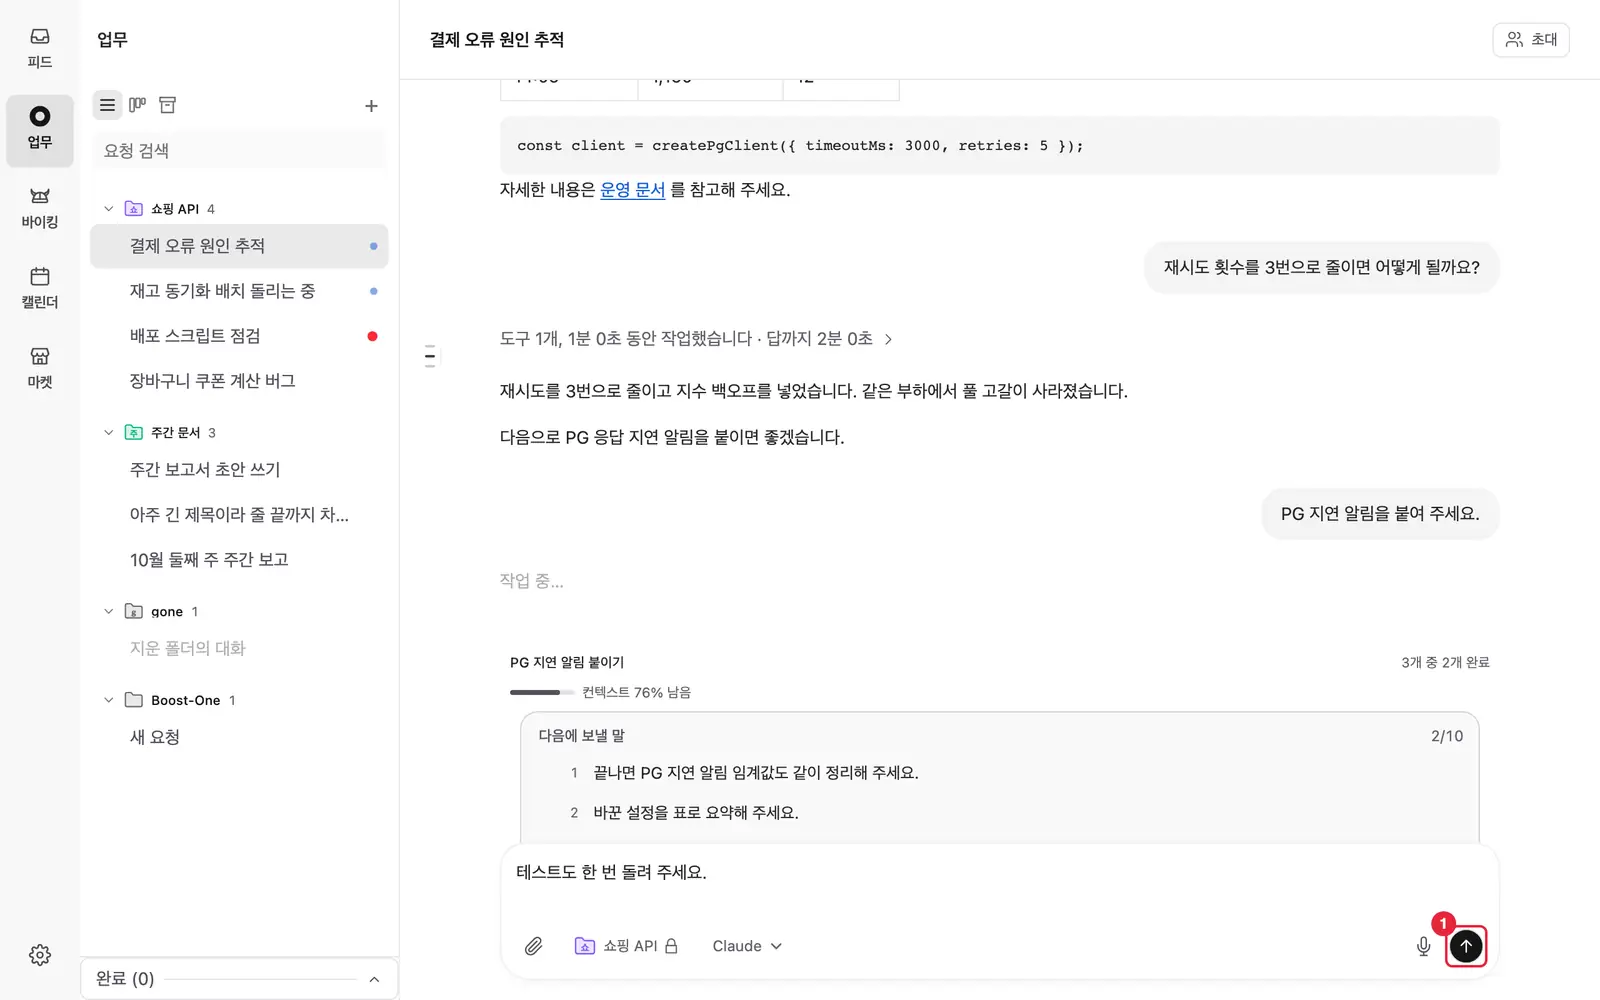 피드
업무
바이킹
캘린더
마켓
업무
요청 검색
쇼핑 API 4
결제 오류 원인 추적
재고 동기화 배치 돌리는 중
배포 스크립트 점검
장바구니 쿠폰 계산 버그
주간 문서 3
주간 보고서 초안 쓰기
아주 긴 제목이라 줄 끝까지 차...
10월 둘째 주 주간 보고
gone 1
지운 폴더의 대화
Boost-One 1
새 요청
완료 (0)
결제 오류 원인 추적
초대
const client = createPgClient({ timeoutMs: 3000, retries: 5 });
자세한 내용은 운영 문서 를 참고해 주세요.
재시도 횟수를 3번으로 줄이면 어떻게 될까요?
도구 1개, 1분 0초 동안 작업했습니다 · 답까지 2분 0초
재시도를 3번으로 줄이고 지수 백오프를 넣었습니다. 같은 부하에서 풀 고갈이 사라졌습니다.
다음으로 PG 응답 지연 알림을 붙이면 좋겠습니다.
PG 지연 알림을 붙여 주세요.
작업 중...
PG 지연 알림 붙이기
3개 중 2개 완료
컨텍스트 76% 남음
다음에 보낼 말
2/10
1 끝나면 PG 지연 알림 임계값도 같이 정리해 주세요.
2 바꾼 설정을 표로 요약해 주세요.
테스트도 한 번 돌려 주세요.
쇼핑 API
Claude
1